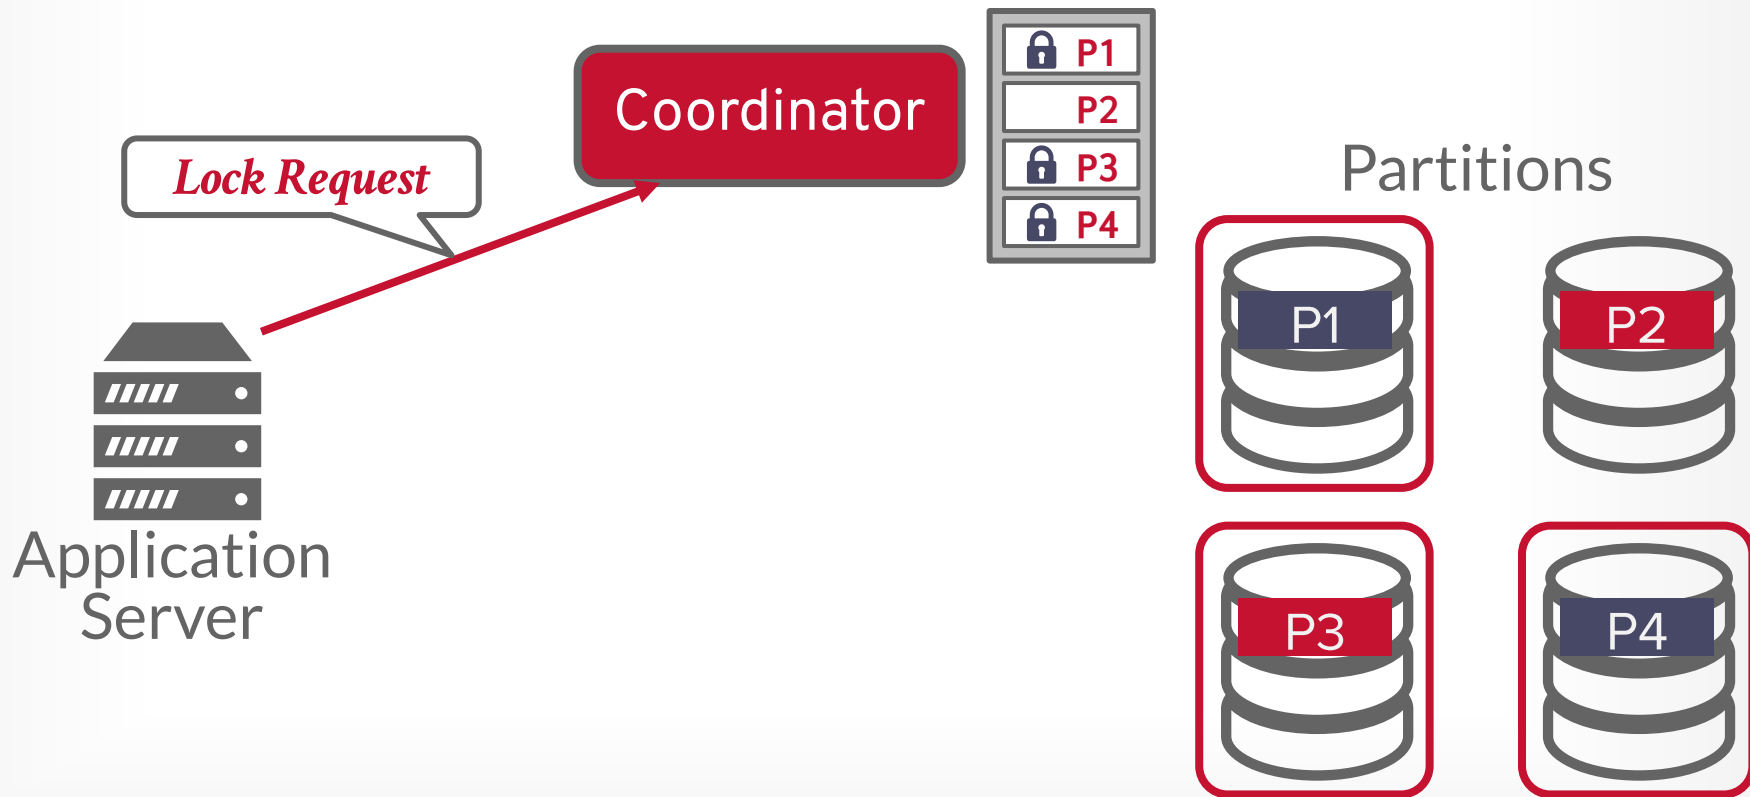 Coordinator
P1
P2
P3
P4
Lock Request
Partitions
P1
P2
P3
P4
Application
Server